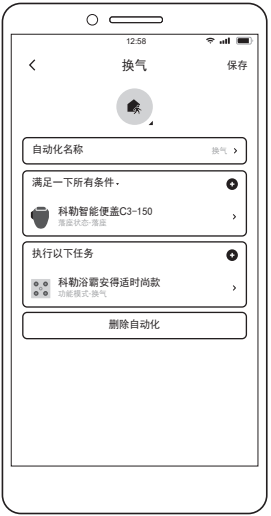 12:58
换气
保存
自动化名称
换气
满足一下所有条件
科勒智能便盖C3-150
落座状态-落座
执行以下任务
科勒浴霸安得适时尚款
功能模式-换气
删除自动化